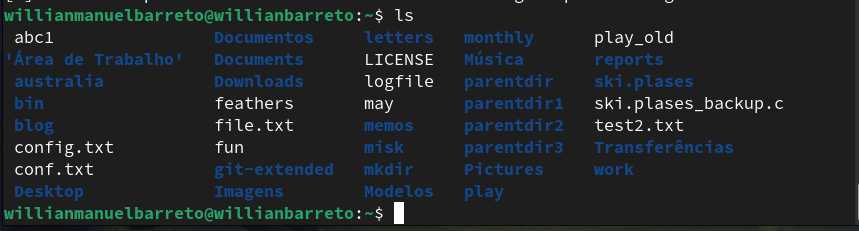 willianmanuelbarreto@willianbarreto:~$ ls
abc1 Documentos letters monthly play_old
'Área de Trabalho' Documents LICENSE Música reports
australia Downloads logfile parentdir ski.plases
bin feathers may parentdir1 ski.plases_backup.c
blog file.txt memos parentdir2 test2.txt
config.txt fun misk parentdir3 Transferências
conf.txt git-extended mkdir Pictures work
Desktop Imagens Modelos play
willianmanuelbarreto@willianbarreto:~$